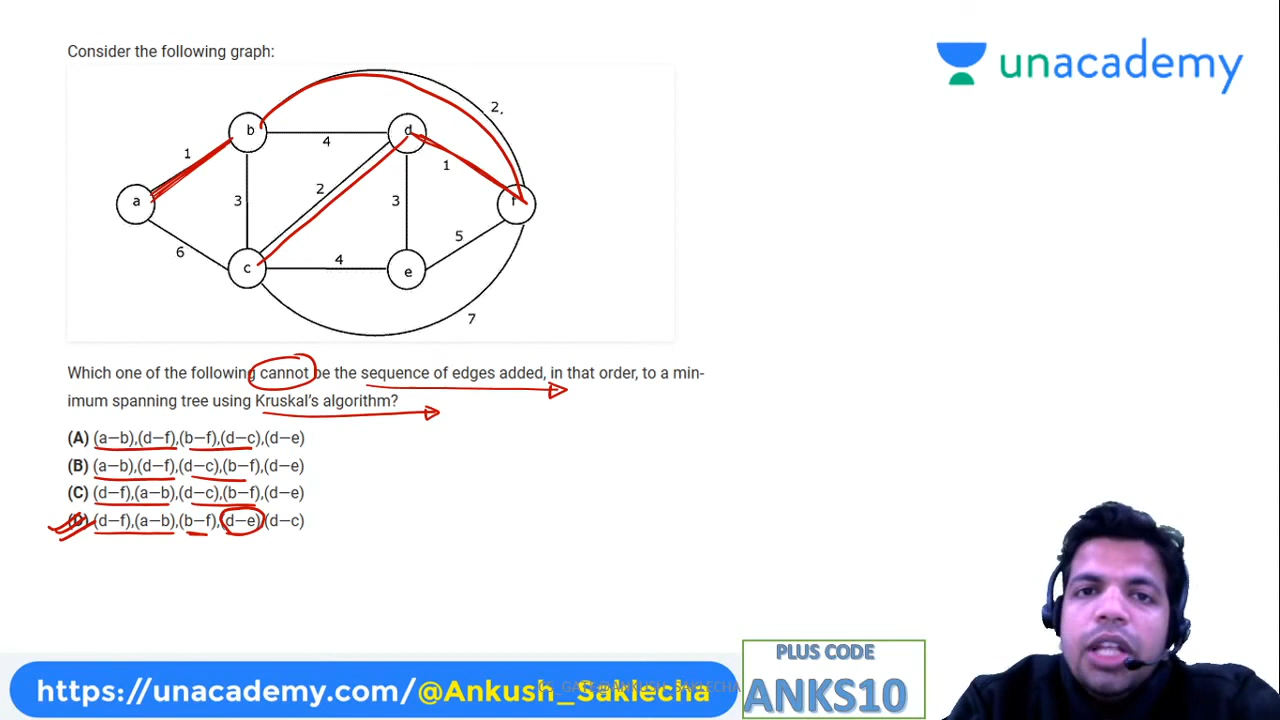 Consider the following graph:
unacademy
2,
b
d
4
1
1
2
a
3
3
f
6
5
4
c
e
7
Which one of the following cannot be the sequence of edges added, in that order, to a min-
imum spanning tree using Kruskal's algorithm?
(A) (a–b),(d–f),(b–f),(d–c),(d–e)
(B) (a–b),(d–f),(d–c),(b–f),(d–e)
(C) (d–f),(a–b),(d–c),(b–f),(d–e)
(D) (d–f),(a–b),(b–f),(d–e),(d–c)
PLUS CODE
https://unacademy.com/@Ankush_Saklecha
ANKS10